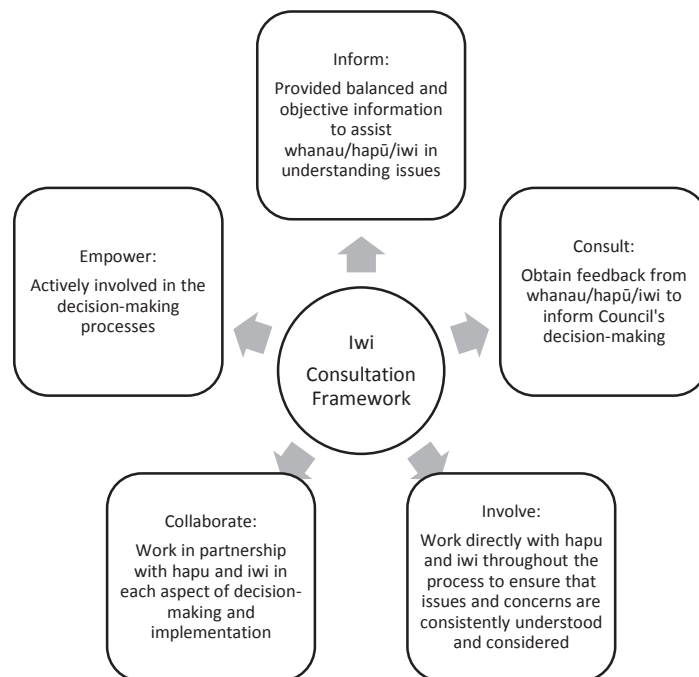 Inform:
Provided balanced and
objective information
to assist
whanau/hapū/iwi in
understanding issues
Consult:
Obtain feedback from
whanau/hapū/iwi to
inform Council's
decision-making
Involve:
Work directly with hapu
and iwi throughout the
process to ensure that
issues and concerns are
consistently understood
and considered
Collaborate:
Work in partnership
with hapu and iwi in
each aspect of decision-
making and
implementation
Empower:
Actively involved in the
decision-making
processes
Iwi
Consultation
Framework